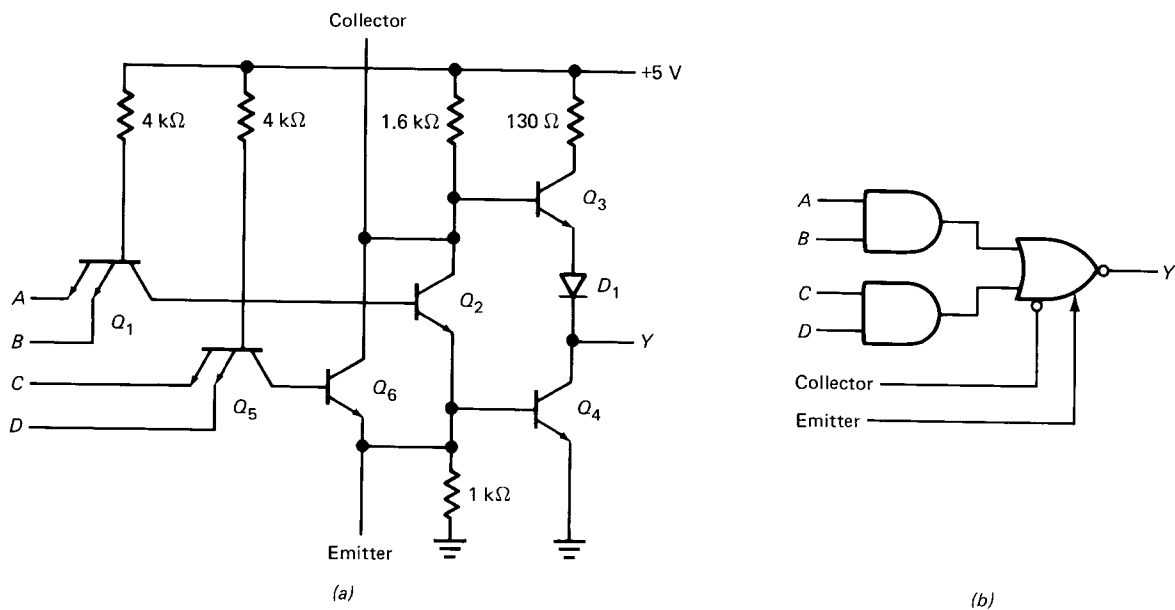 Collector
+5 V
4 kΩ
4 kΩ
1.6 kΩ
130 Ω
Q3
D1
Q2
A
B
Q1
Y
C
D
Q5
Q6
Q4
1 kΩ
Emitter
(a)
A
B
C
D
Y
Collector
Emitter
(b)